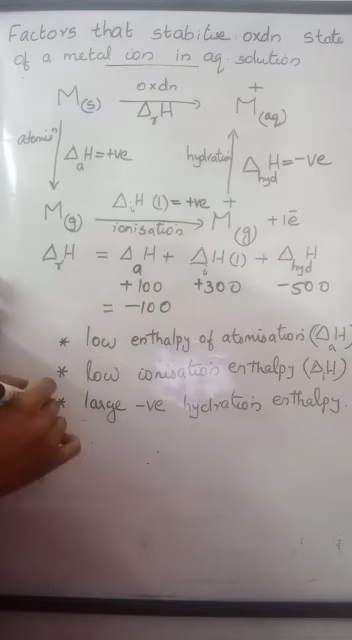 Factors that stabilise oxdn state
of a metal ion in aq. solution
M(s) oxdn ΔrH M+(aq)
atomisn ΔaH=+ve hydration ΔhydH=-ve
M(g) ΔiH(1)=+ve ionisation M+(g) +1e̅
ΔrH = ΔaH + ΔiH(1) + ΔhydH
+100 +300 -500
= -100
* low enthalpy of atomisation (ΔaH)
* low ionisation enthalpy (ΔiH)
* large -ve hydration enthalpy.